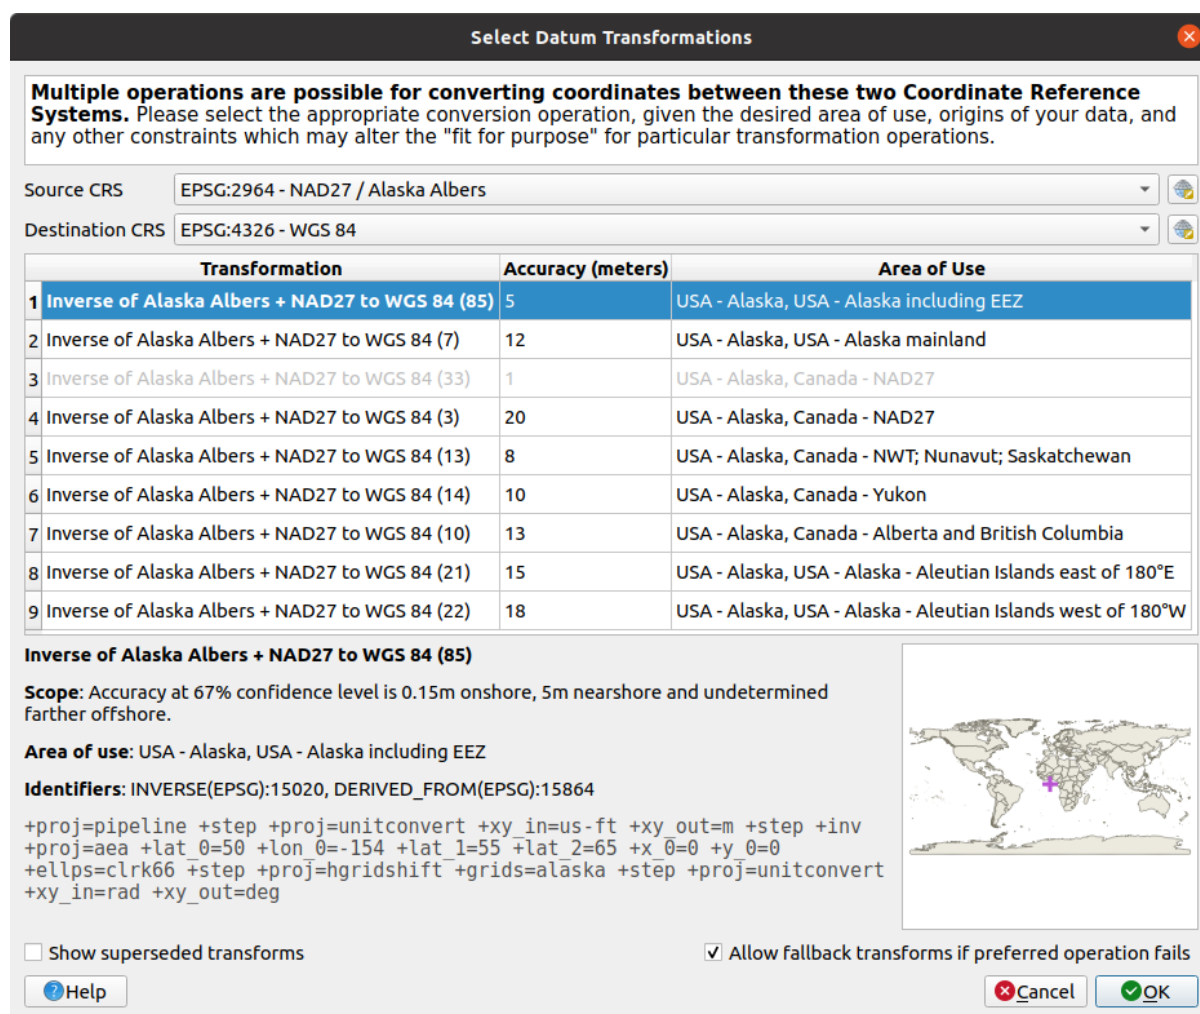 Select Datum Transformations
Multiple operations are possible for converting coordinates between these two Coordinate Reference
Systems. Please select the appropriate conversion operation, given the desired area of use, origins of your data, and
any other constraints which may alter the "fit for purpose" for particular transformation operations.
Source CRS EPSG:2964 - NAD27 / Alaska Albers
Destination CRS EPSG:4326 - WGS 84
Transformation Accuracy (meters) Area of Use
1 Inverse of Alaska Albers + NAD27 to WGS 84 (85) 5 USA - Alaska, USA - Alaska including EEZ
2 Inverse of Alaska Albers + NAD27 to WGS 84 (7) 12 USA - Alaska, USA - Alaska mainland
3 Inverse of Alaska Albers + NAD27 to WGS 84 (33) 1 USA - Alaska, Canada - NAD27
4 Inverse of Alaska Albers + NAD27 to WGS 84 (3) 20 USA - Alaska, Canada - NAD27
5 Inverse of Alaska Albers + NAD27 to WGS 84 (13) 8 USA - Alaska, Canada - NWT; Nunavut; Saskatchewan
6 Inverse of Alaska Albers + NAD27 to WGS 84 (14) 10 USA - Alaska, Canada - Yukon
7 Inverse of Alaska Albers + NAD27 to WGS 84 (10) 13 USA - Alaska, Canada - Alberta and British Columbia
8 Inverse of Alaska Albers + NAD27 to WGS 84 (21) 15 USA - Alaska, USA - Alaska - Aleutian Islands east of 180°E
9 Inverse of Alaska Albers + NAD27 to WGS 84 (22) 18 USA - Alaska, USA - Alaska - Aleutian Islands west of 180°W
Inverse of Alaska Albers + NAD27 to WGS 84 (85)
Scope: Accuracy at 67% confidence level is 0.15m onshore, 5m nearshore and undetermined
farther offshore.
Area of use: USA - Alaska, USA - Alaska including EEZ
Identifiers: INVERSE(EPSG):15020, DERIVED_FROM(EPSG):15864
+proj=pipeline +step +proj=unitconvert +xy_in=us-ft +xy_out=m +step +inv
+proj=aea +lat_0=50 +lon_0=-154 +lat_1=55 +lat_2=65 +x_0=0 +y_0=0
+ellps=clrk66 +step +proj=hgridshift +grids=alaska +step +proj=unitconvert
+xy_in=rad +xy_out=deg
Show superseded transforms
Allow fallback transforms if preferred operation fails
Help
Cancel
OK